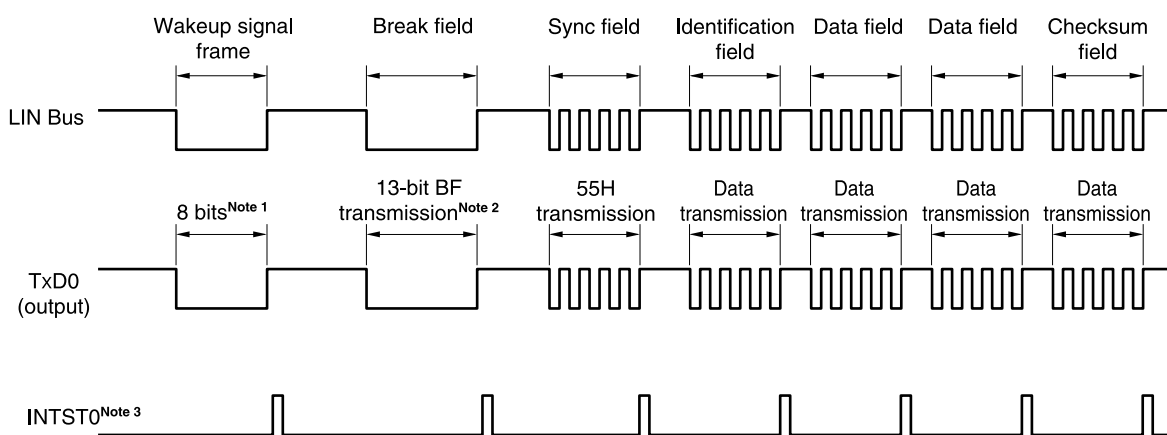 Wakeup signal
frame
Break field
Sync field
Identification
field
Data field
Data field
Checksum
field
LIN Bus
8 bitsNote 1
13-bit BF
transmissionNote 2
55H
transmission
Data
transmission
Data
transmission
Data
transmission
Data
transmission
TxD0
(output)
INTST0Note 3